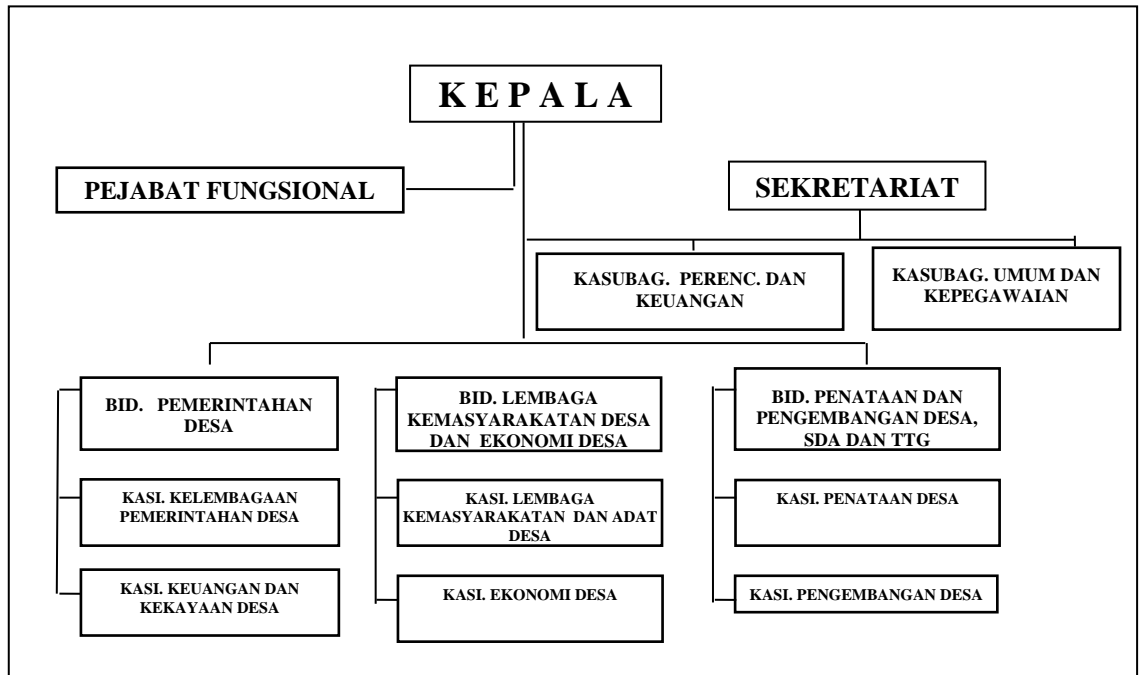 K E P A L A
PEJABAT FUNGSIONAL
SEKRETARIAT
KASUBAG. PERENC. DAN
KEUANGAN
KASUBAG. UMUM DAN
KEPEGAWAIAN
BID. PEMERINTAHAN
DESA
BID. LEMBAGA
KEMASYARAKATAN DESA
DAN EKONOMI DESA
BID. PENATAAN DAN
PENGEMBANGAN DESA,
SDA DAN TTG
KASI. KELEMBAGAAN
PEMERINTAHAN DESA
KASI. LEMBAGA
KEMASYARAKATAN DAN ADAT
DESA
KASI. PENATAAN DESA
KASI. KEUANGAN DAN
KEKAYAAN DESA
KASI. EKONOMI DESA
KASI. PENGEMBANGAN DESA